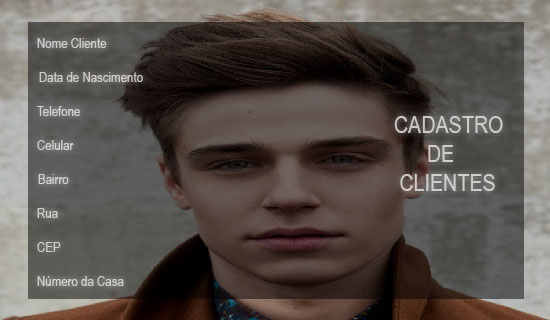 Nome Cliente
Data de Nascimento
Telefone
Celular
Bairro
Rua
CEP
Número da Casa
CADASTRO
DE
CLIENTES